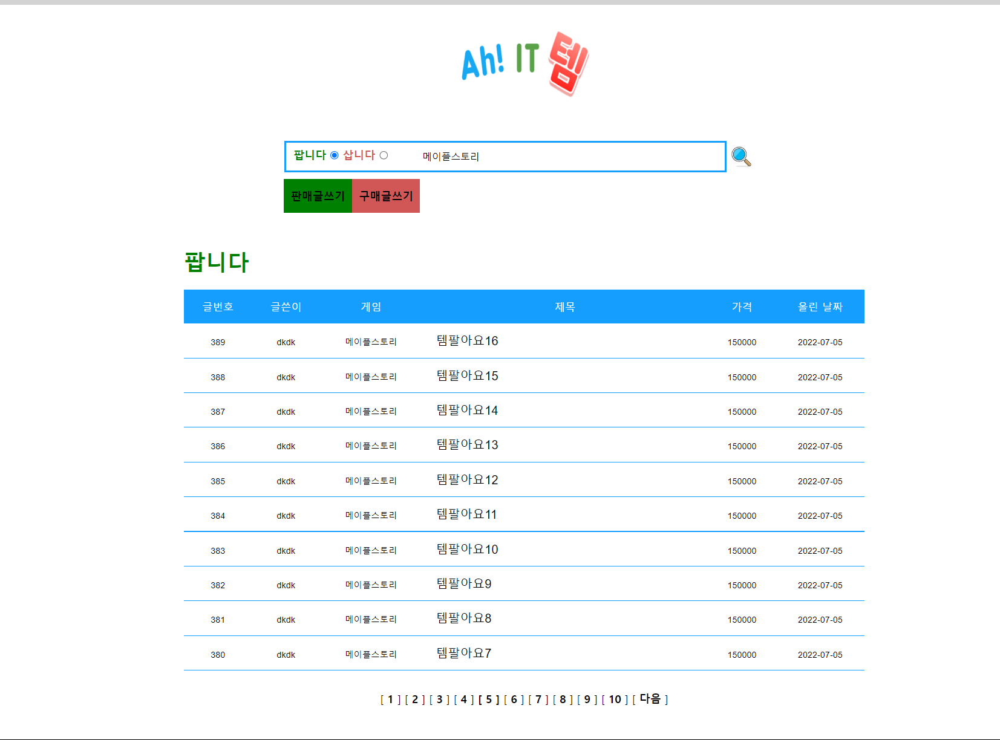 Ah! IT 템
팝니다 삽니다 메이플스토리
판매글쓰기 구매글쓰기
팝니다
글번호 글쓴이 게임 제목 가격 올린 날짜
389 dkdk 메이플스토리 템팔아요16 150000 2022-07-05
388 dkdk 메이플스토리 템팔아요15 150000 2022-07-05
387 dkdk 메이플스토리 템팔아요14 150000 2022-07-05
386 dkdk 메이플스토리 템팔아요13 150000 2022-07-05
385 dkdk 메이플스토리 템팔아요12 150000 2022-07-05
384 dkdk 메이플스토리 템팔아요11 150000 2022-07-05
383 dkdk 메이플스토리 템팔아요10 150000 2022-07-05
382 dkdk 메이플스토리 템팔아요9 150000 2022-07-05
381 dkdk 메이플스토리 템팔아요8 150000 2022-07-05
380 dkdk 메이플스토리 템팔아요7 150000 2022-07-05
[ 1 ] [ 2 ] [ 3 ] [ 4 ] [ 5 ] [ 6 ] [ 7 ] [ 8 ] [ 9 ] [ 10 ] [ 다음 ]